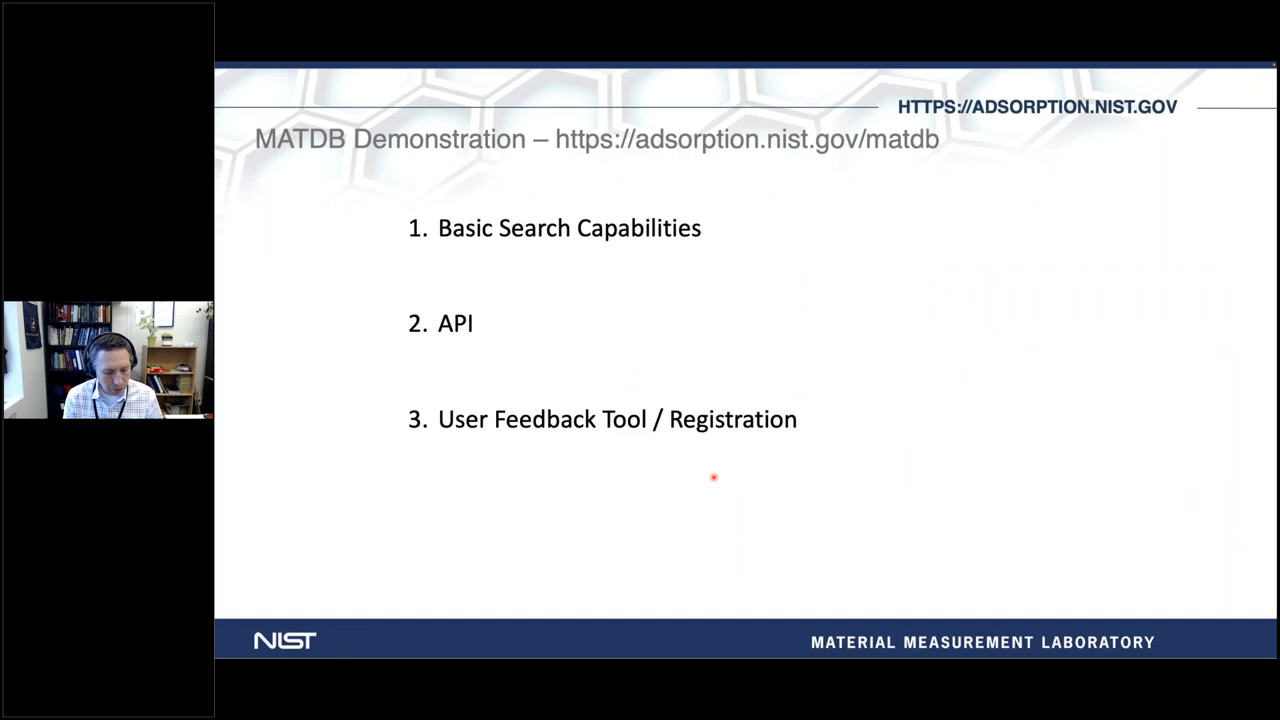 HTTPS://ADSORPTION.NIST.GOV
MATDB Demonstration – https://adsorption.nist.gov/matdb
1. Basic Search Capabilities
2. API
3. User Feedback Tool / Registration
NIST
MATERIAL MEASUREMENT LABORATORY